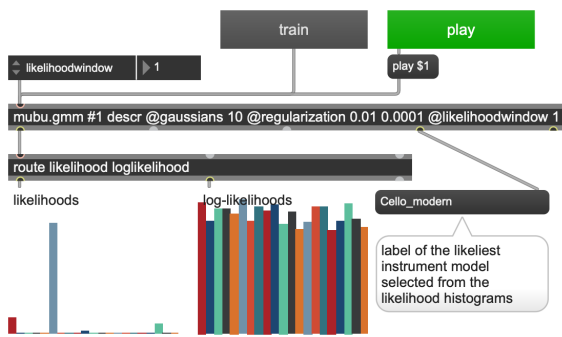 train
play
likelihoodwindow
1
play $1
mubu.gmm #1 descr @gaussians 10 @regularization 0.01 0.0001 @likelihoodwindow 1
route likelihood loglikelihood
likelihoods
log-likelihoods
Cello_modern
label of the likeliest
instrument model
selected from the
likelihood histograms